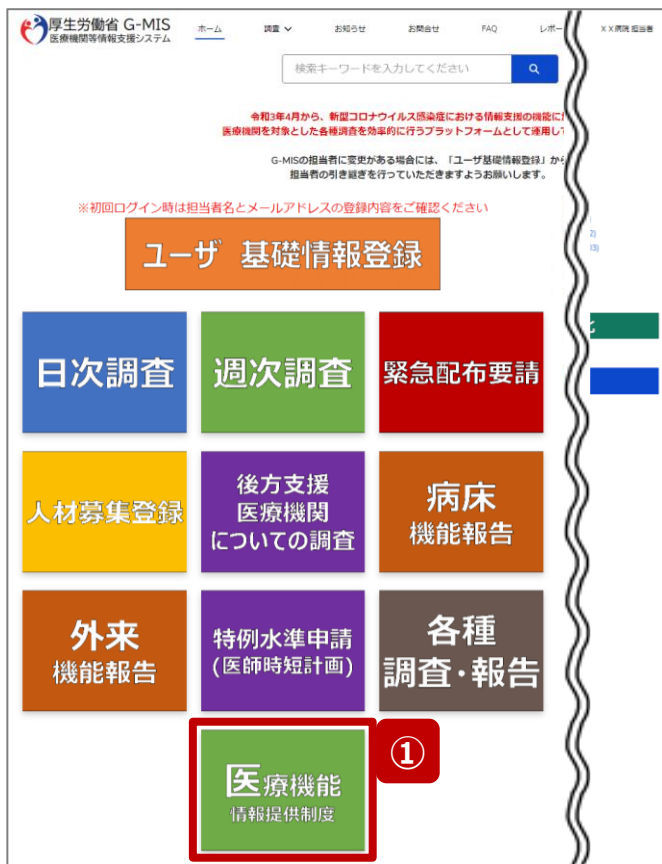 厚生労働省 G-MIS
医療機関等情報支援システム
ホーム 調査 お知らせ お問合せ FAQ レポー XX病院 担当者
検索キーワードを入力してください
令和3年4月から、新型コロナウイルス感染症における情報支援の機能に
医療機関を対象とした各種調査を効率的に行うプラットフォームとして運用して
G-MISの担当者に変更がある場合には、「ユーザ基礎情報登録」から
担当者の引き継ぎを行っていただきますようお願いします。
※初回ログイン時は担当者名とメールアドレスの登録内容をご確認ください
2)
ユーザ 基礎情報登録
日次調査
週次調査
緊急配布要請
人材募集登録
後方支援
医療機関
についての調査
病床
機能報告
外来
機能報告
特例水準申請
(医師時短計画)
各種
調査・報告
①
医療機能
情報提供制度